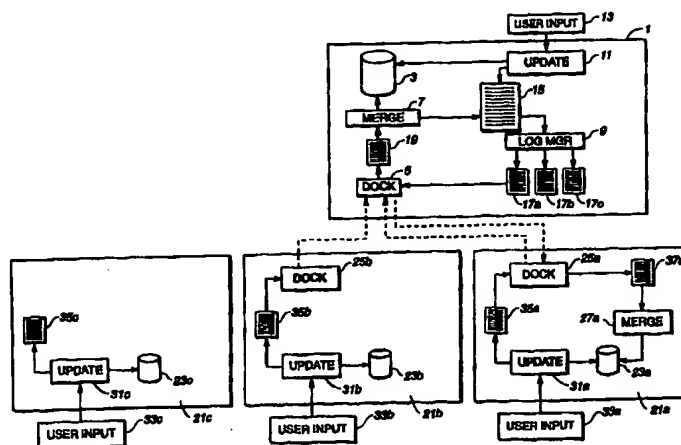 USER INPUT 13
1
UPDATE 11
3
15
MERGE 7
LOG MGR 9
19
DOCK 5
17a 17b 17c
DOCK 25b
DOCK 25a
37a
35c
35b
35a
27a MERGE
UPDATE 31c
23c
UPDATE 31b
23b
UPDATE 31a
23a
21c
21b
21a
USER INPUT 33c
USER INPUT 33b
USER INPUT 33a